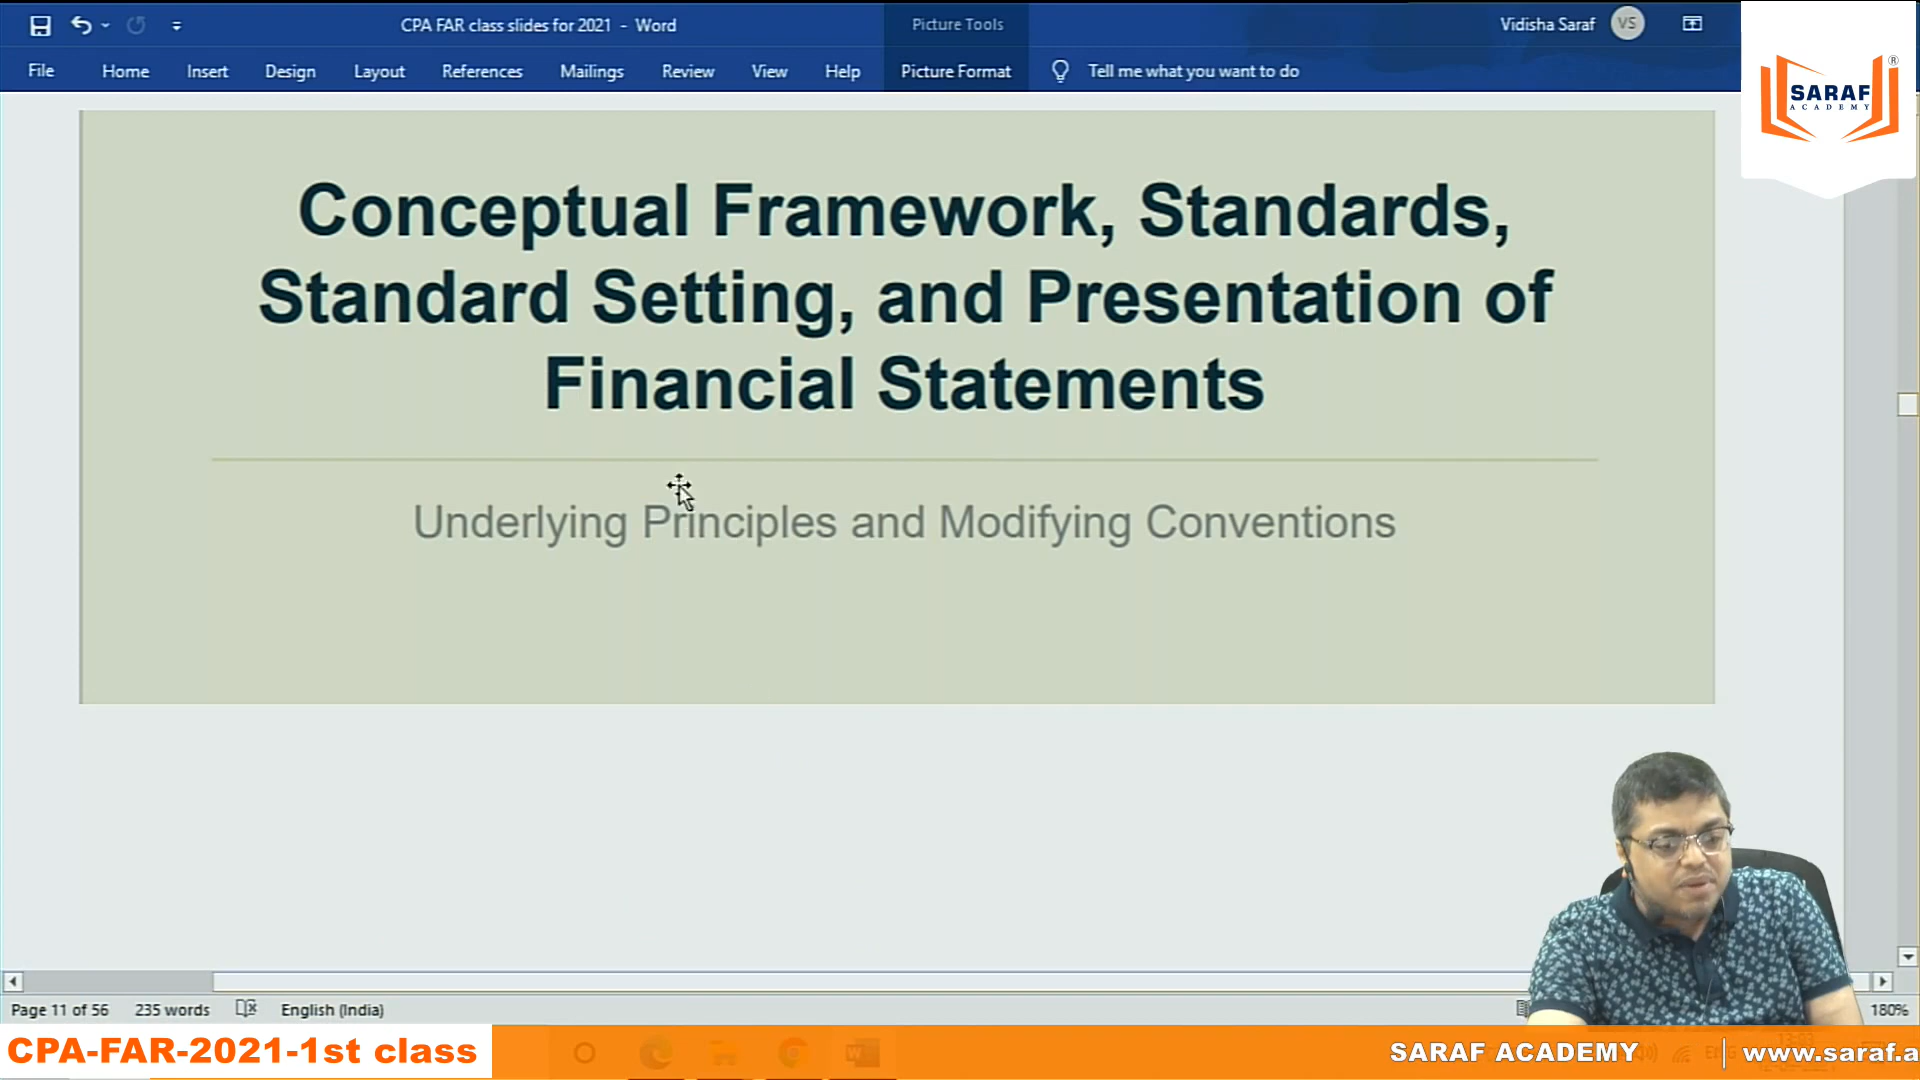 CPA FAR class slides for 2021 - Word
Picture Tools
Vidisha Saraf
VS
File
Home
Insert
Design
Layout
References
Mailings
Review
View
Help
Picture Format
Tell me what you want to do
SARAF
ACADEMY
®
Conceptual Framework, Standards,
Standard Setting, and Presentation of
Financial Statements
Underlying Principles and Modifying Conventions
Page 11 of 56
235 words
English (India)
180%
CPA-FAR-2021-1st class
SARAF ACADEMY
| www.saraf.a